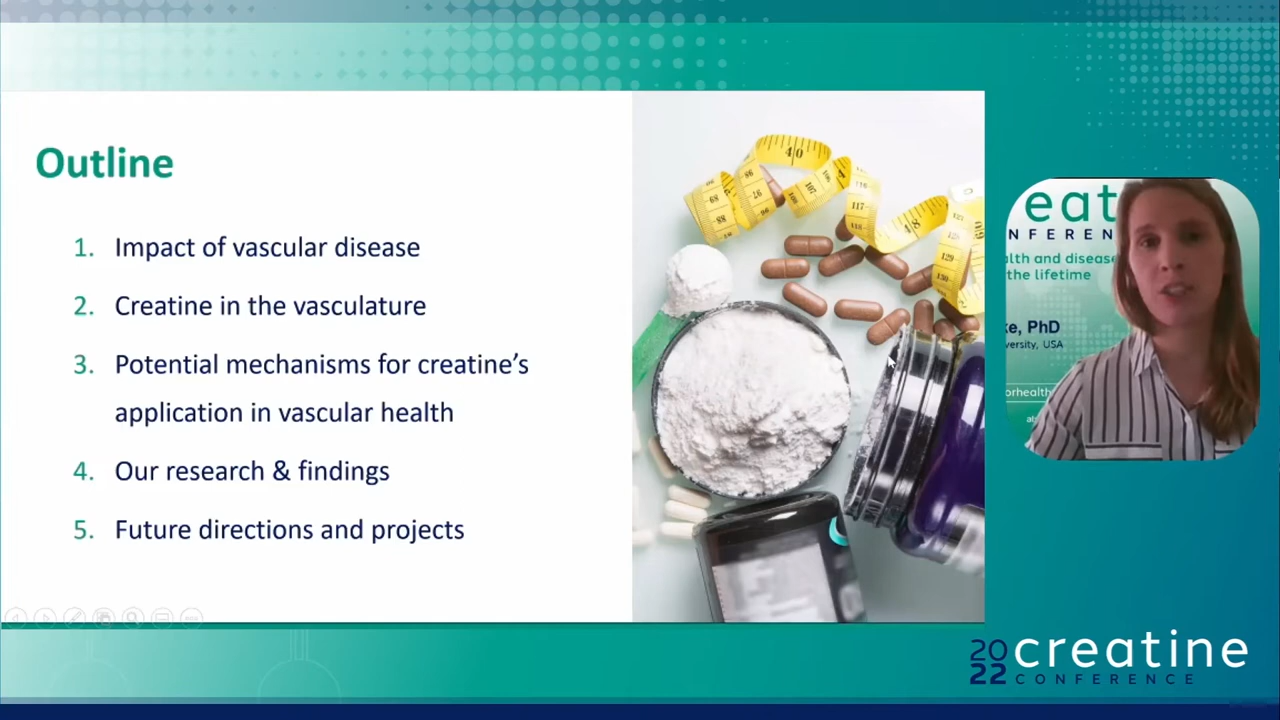 Outline
1. Impact of vascular disease
2. Creatine in the vasculature
3. Potential mechanisms for creatine’s
application in vascular health
4. Our research & findings
5. Future directions and projects
eat
NFEREN
alth and disease
the lifetime
ke, PhD
versity, USA
orhealth
2022 creatine
CONFERENCE